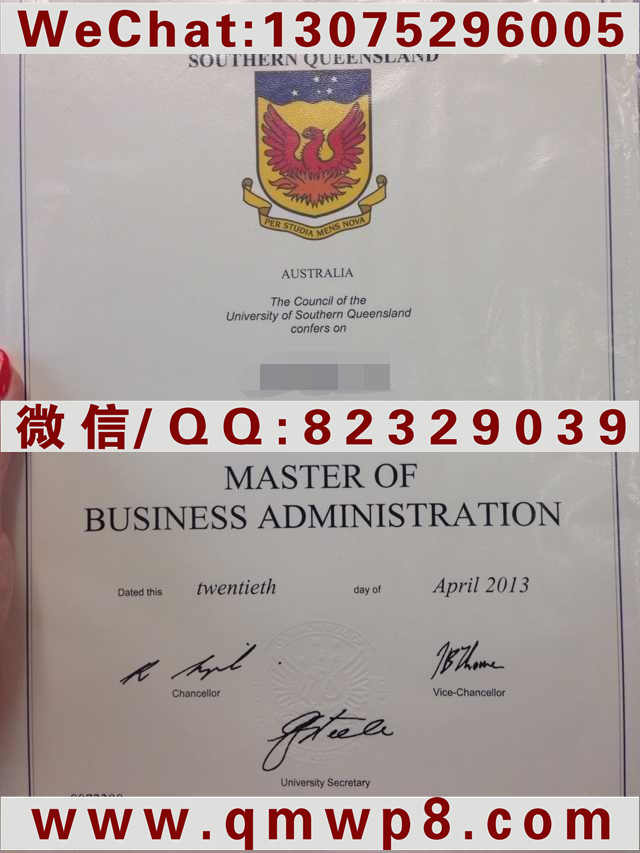 WeChat:13075296005
SOUTHERN QUEENSLAND
PER STUDIA MENS NOVA
AUSTRALIA
The Council of the
University of Southern Queensland
confers on
微信/QQ:82329039
MASTER OF
BUSINESS ADMINISTRATION
Dated this twentieth day of April 2013
Chancellor
Vice-Chancellor
University Secretary
www.qmwp8.com